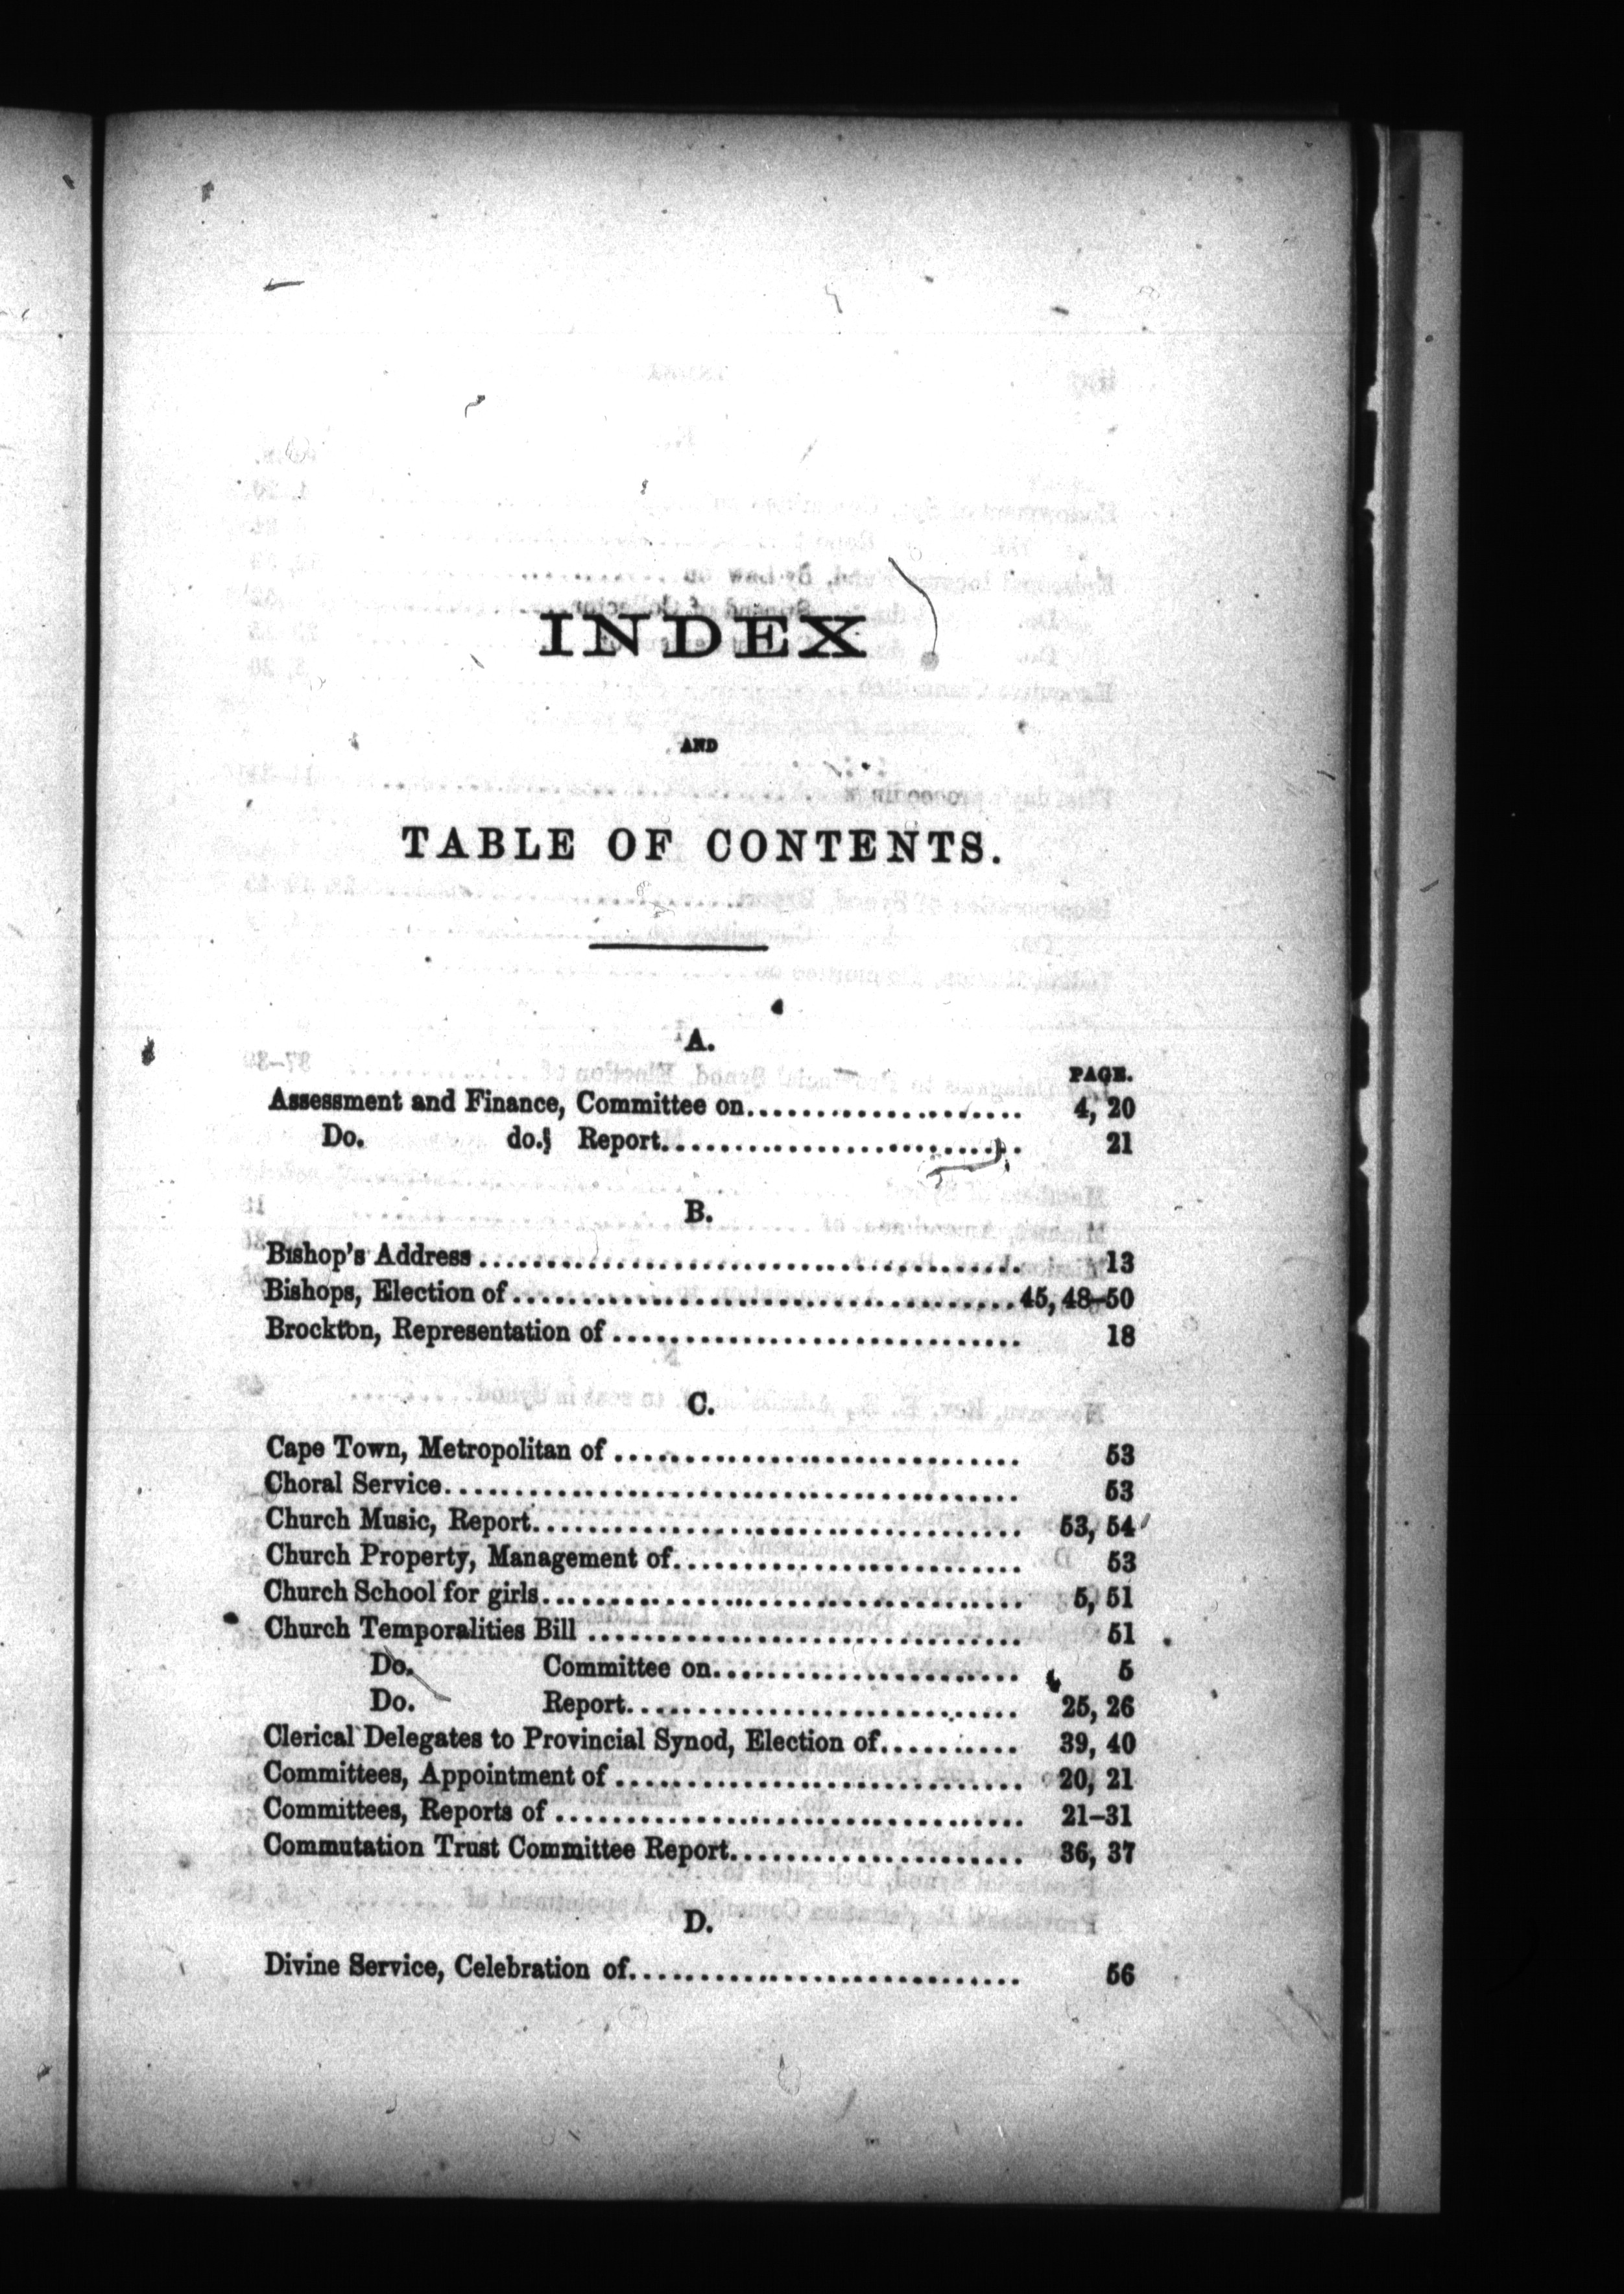 INDEX
AND
TABLE OF CONTENTS.
A.
PAGE.
Assessment and Finance, Committee on.................... 4, 20
Do. do. Report.......................... 21
B.
Bishop's Address....................................... 13
Bishops, Election of.....................................45, 48–50
Brockton, Representation of............................. 18
C.
Cape Town, Metropolitan of............................. 53
Choral Service......................................... 53
Church Music, Report................................... 53, 54
Church Property, Management of......................... 53
Church School for girls.................................. 5, 51
Church Temporalities Bill............................... 51
Do. Committee on...................... 5
Do. Report............................ 25, 26
Clerical Delegates to Provincial Synod, Election of.......... 39, 40
Committees, Appointment of............................. 20, 21
Committees, Reports of................................. 21–31
Commutation Trust Committee Report..................... 36, 37
D.
Divine Service, Celebration of............................ 56